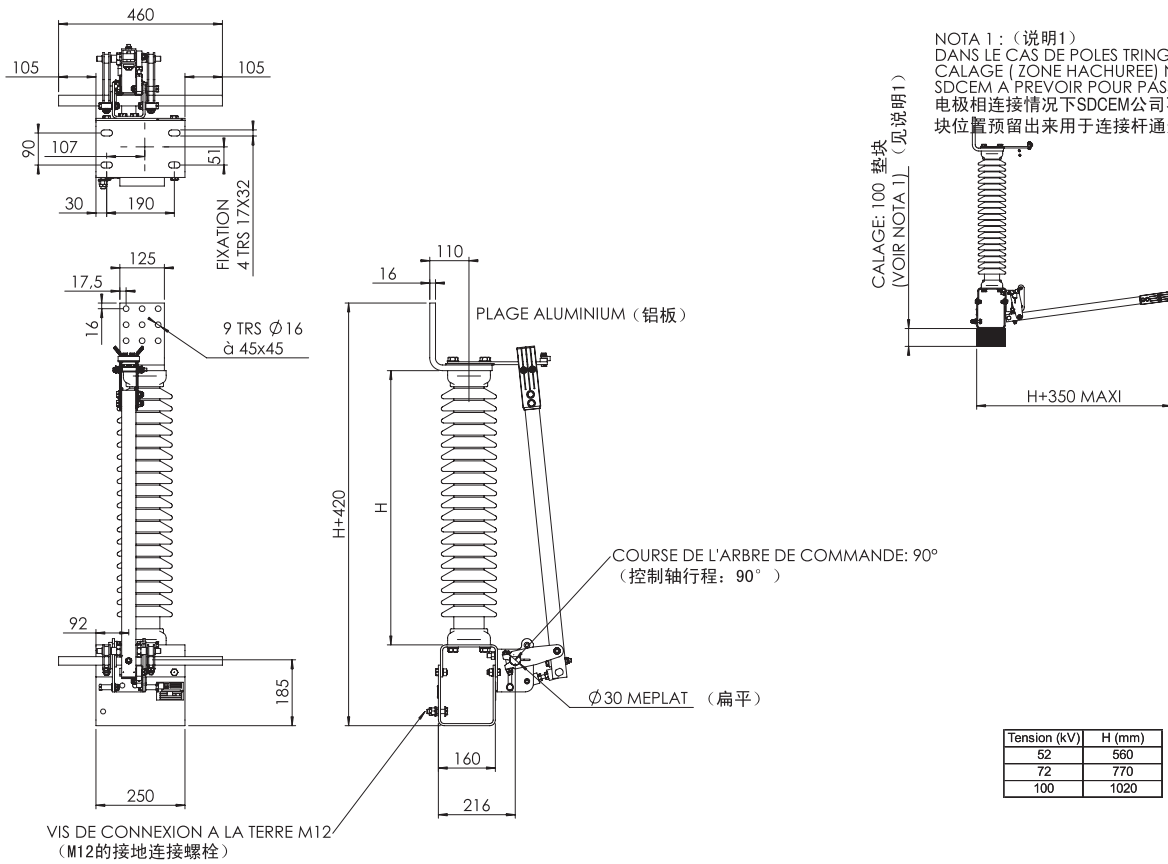 460
105
105
90
107
51
30
190
FIXATION
4 TRS 17X32
125
17,5
16
9 TRS Ø16
à 45x45
92
185
250
VIS DE CONNEXION A LA TERRE M12
（M12的接地连接螺栓）
110
16
PLAGE ALUMINIUM（铝板）
H+420
H
COURSE DE L'ARBRE DE COMMANDE: 90°
（控制轴行程：90°）
Ø30 MEPLAT （扁平）
160
216
NOTA 1 :（说明1）
DANS LE CAS DE POLES TRING
CALAGE ( ZONE HACHUREE) N
SDCEM A PREVOIR POUR PAS
电极相连接情况下SDCEM公司
块位置预留出来用于连接杆通
CALAGE: 100 垫块
(VOIR NOTA 1)（见说明1）
H+350 MAXI
Tension (kV) H (mm)
52 560
72 770
100 1020